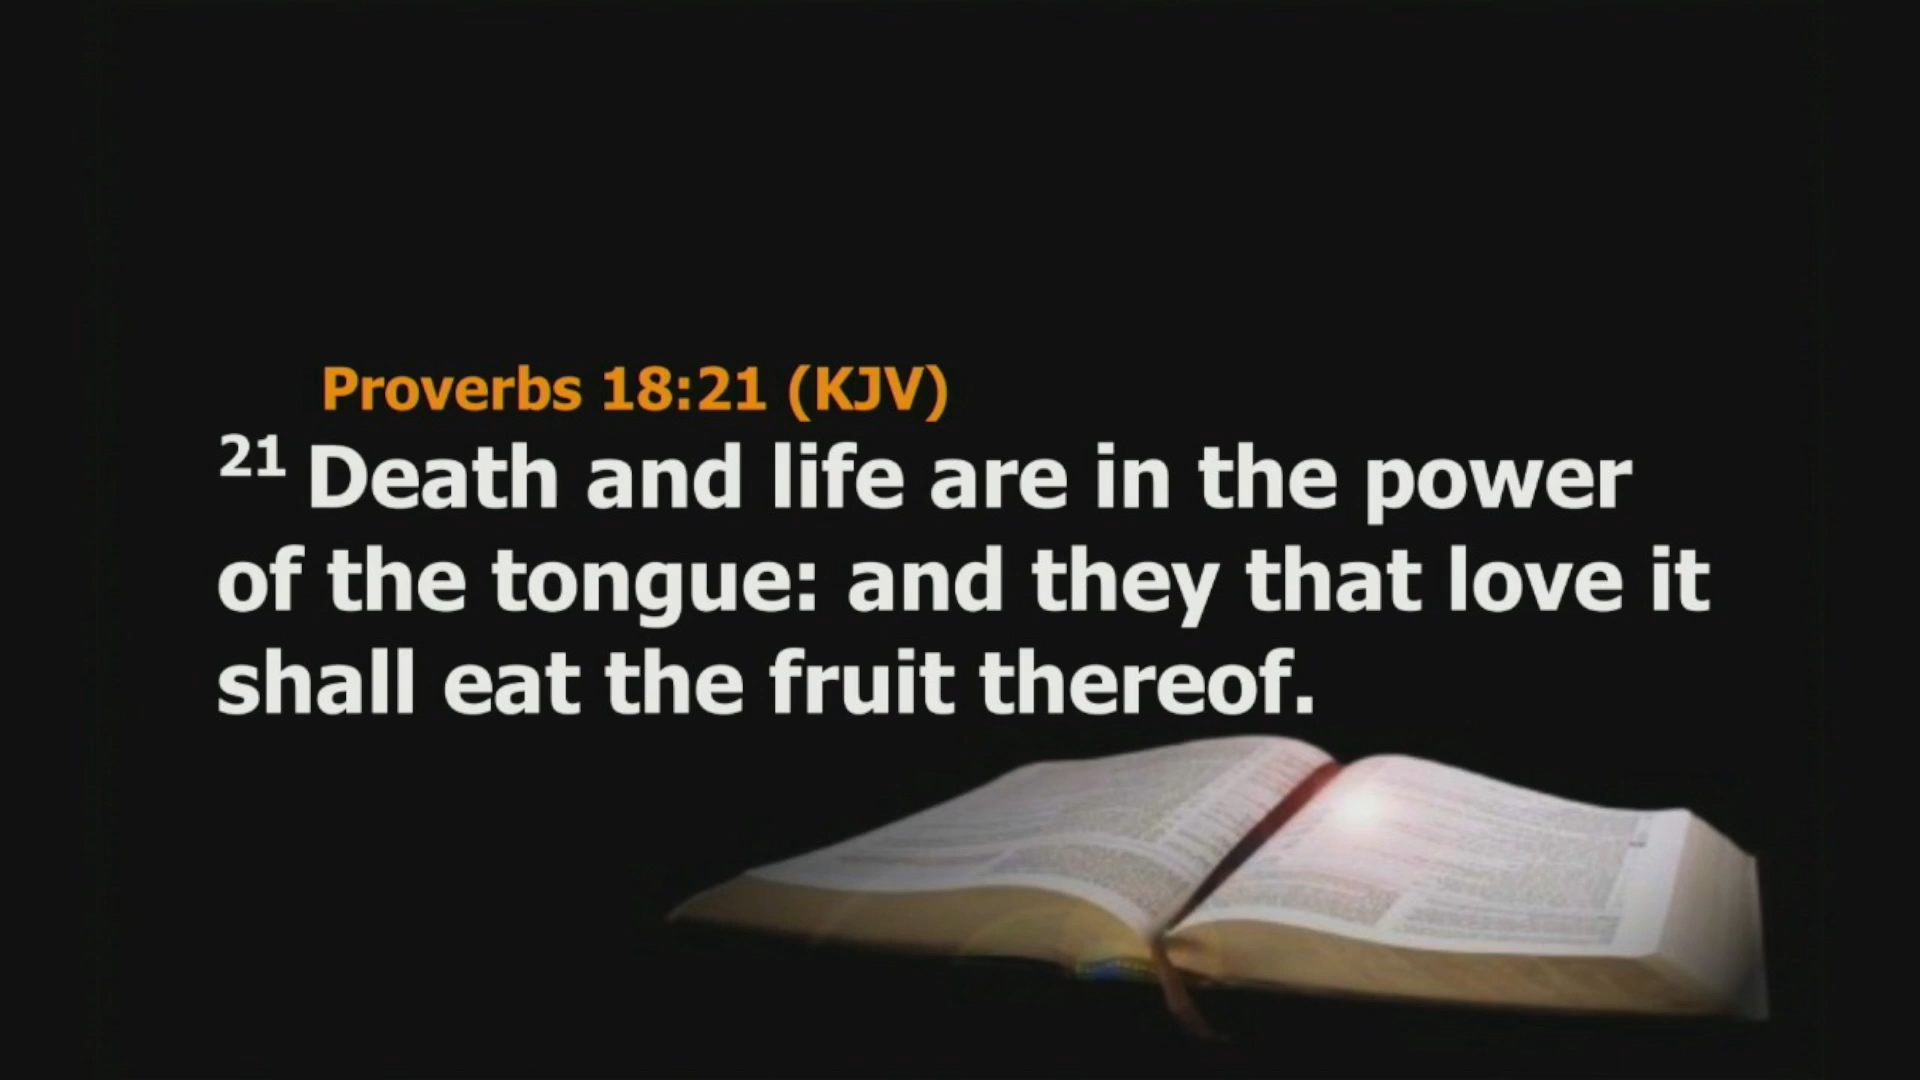 Proverbs 18:21 (KJV)
21 Death and life are in the power
of the tongue: and they that love it
shall eat the fruit thereof.